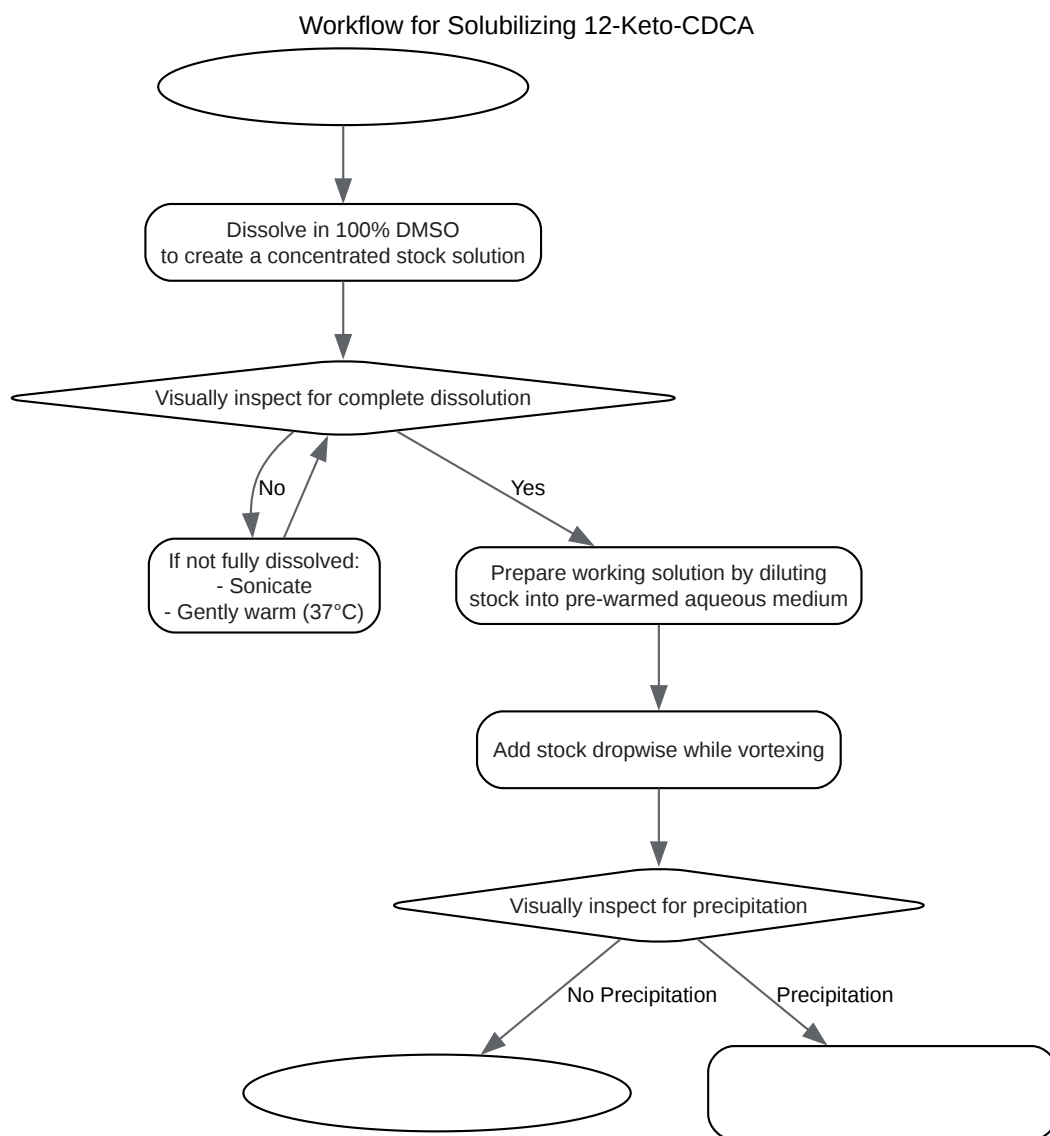 Workflow for Solubilizing 12-Keto-CDCA
Dissolve in 100% DMSO
to create a concentrated stock solution
Visually inspect for complete dissolution
No
Yes
If not fully dissolved:
- Sonicate
- Gently warm (37°C)
Prepare working solution by diluting
stock into pre-warmed aqueous medium
Add stock dropwise while vortexing
Visually inspect for precipitation
No Precipitation
Precipitation